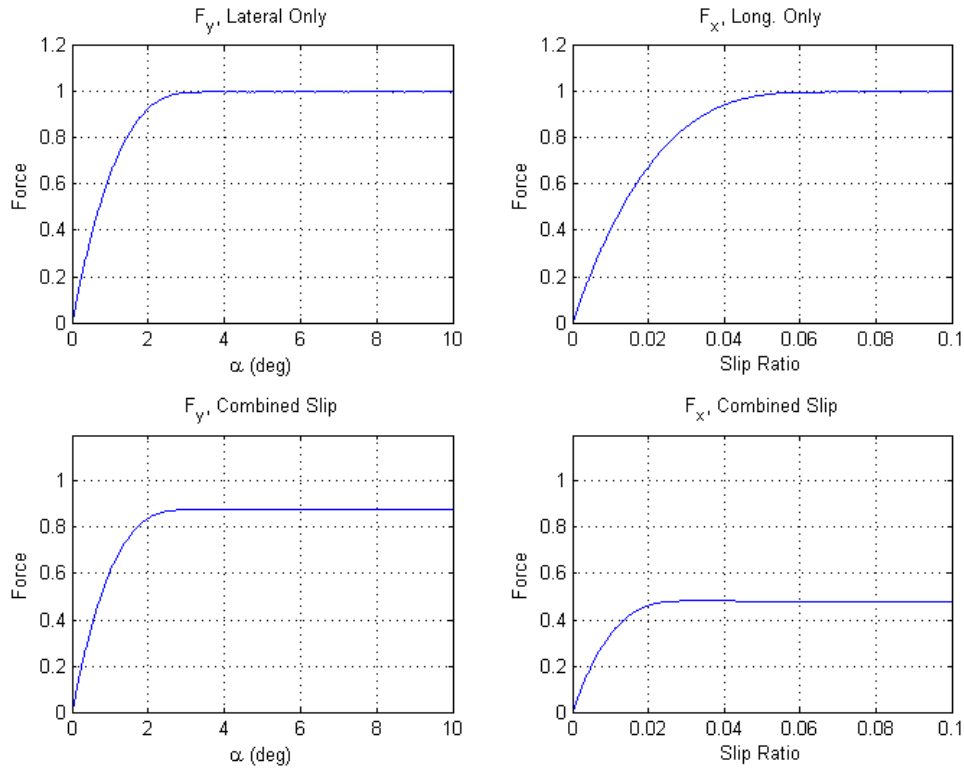 F_y, Lateral Only
1.2
1
0.8
0.6
0.4
0.2
0
Force
0 2 4 6 8 10
α (deg)
F_x, Long. Only
1.2
1
0.8
0.6
0.4
0.2
0
Force
0 0.02 0.04 0.06 0.08 0.1
Slip Ratio
F_y, Combined Slip
1
0.8
0.6
0.4
0.2
0
Force
0 2 4 6 8 10
α (deg)
F_x, Combined Slip
1
0.8
0.6
0.4
0.2
0
Force
0 0.02 0.04 0.06 0.08 0.1
Slip Ratio